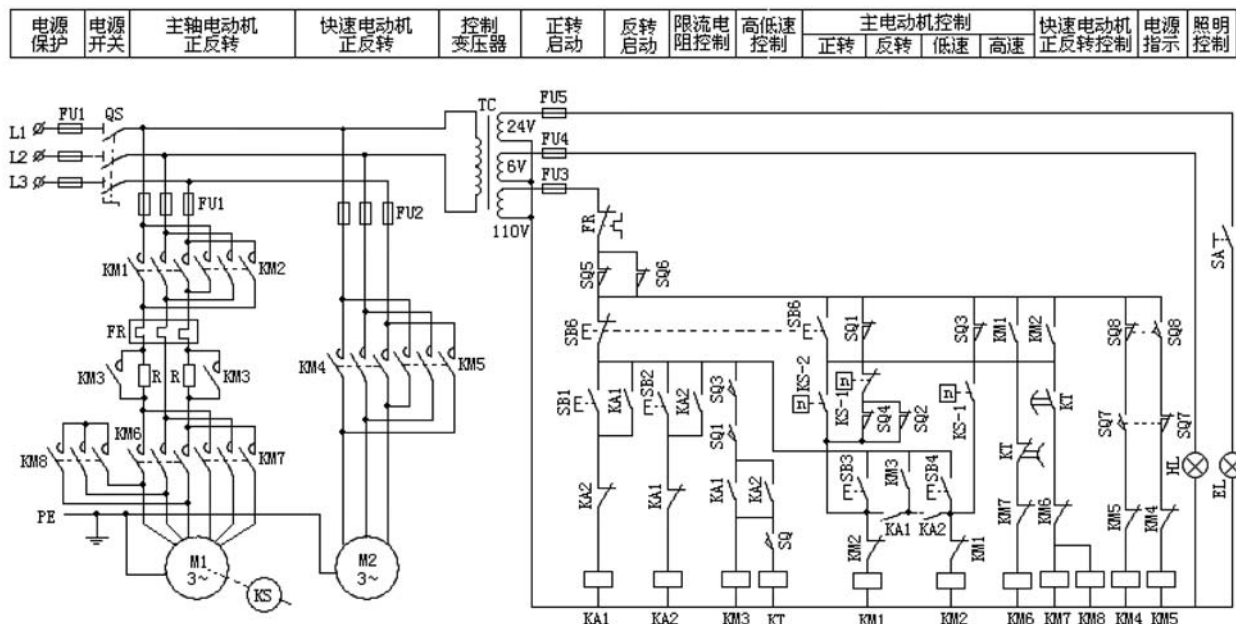 电源保护 电源开关 主轴电动机正反转 快速电动机正反转 控制变压器 正转启动 反转启动 限流电阻控制 高低速控制 主电动机控制 快速电动机正反转控制 电源指示 照明控制
正转 反转 低速 高速
TC FU5
L1 FU1 QS 24V
FU4
L2
6V
L3 FU3
FU1 FU2
110V FR
KM1 KM2 SQ5 SQ6 SA
FR SB6 SB6 SQ1 SQ3 KM1 KM2 SQ8 SQ8
KM3 R R KM3 KM4 KM5 KS-2
SB1 KA1 SB2 KA2 SQ3 n KS-1 n n KS-1 KT
SQ4 SQ2
KM6 SQ1 SQ7 SQ7
KM8 KM7 SB3 KM3 SB4 KT HL EL
KA2 KA1 KA1 KA2
PE KA1 KA2 KM7 KM6 KM5 KM4
SQ KM2 KM1
M1 3~ M2 3~
KS
KA1 KA2 KM3 KT KM1 KM2 KM6 KM7 KM8 KM4 KM5